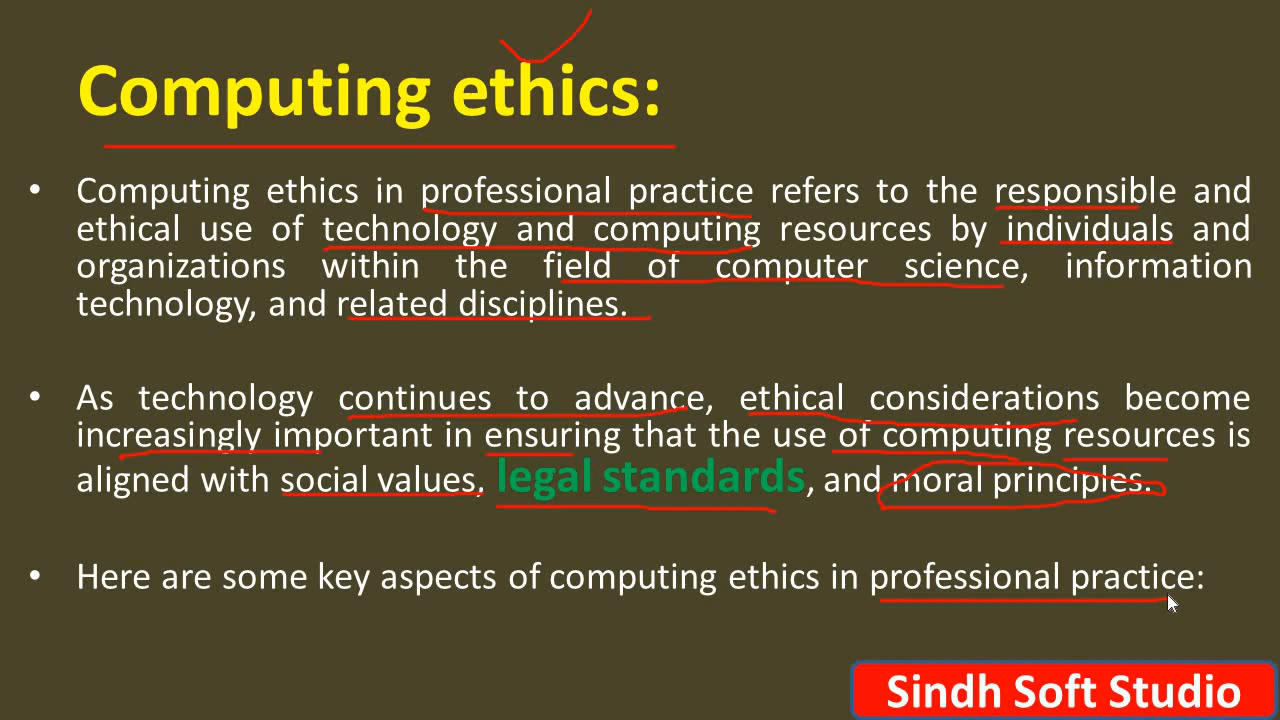 Computing ethics:
• Computing ethics in professional practice refers to the responsible and
ethical use of technology and computing resources by individuals and
organizations within the field of computer science, information
technology, and related disciplines.
• As technology continues to advance, ethical considerations become
increasingly important in ensuring that the use of computing resources is
aligned with social values, legal standards, and moral principles.
• Here are some key aspects of computing ethics in professional practice:
Sindh Soft Studio